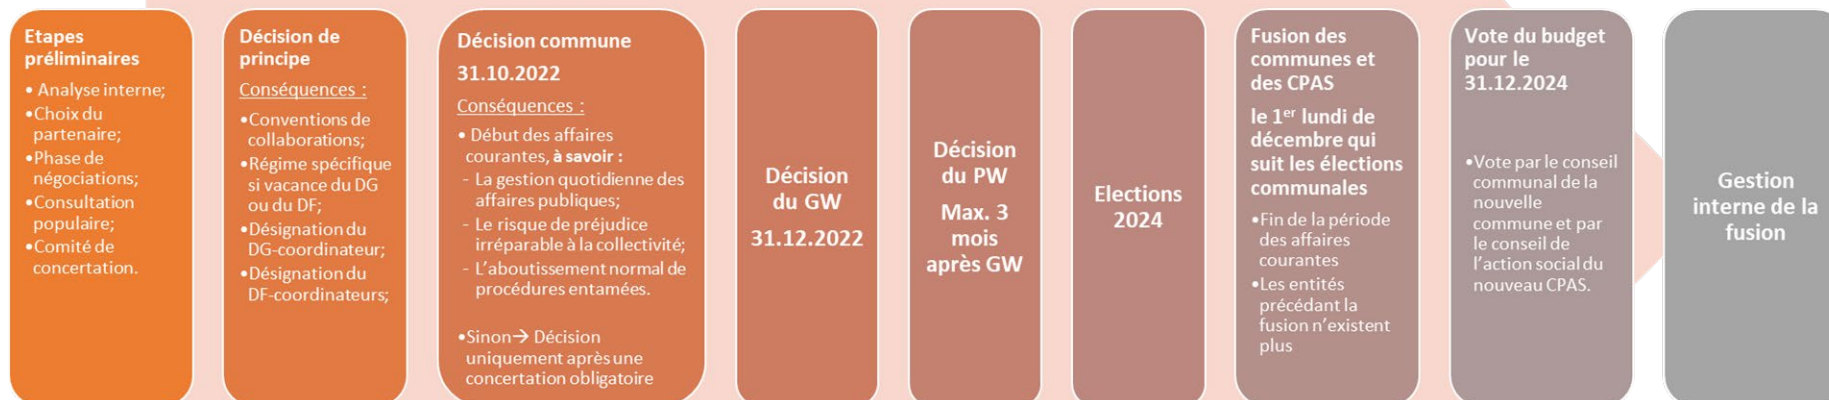 Etapes
préliminaires
• Analyse interne;
•Choix du
partenaire;
•Phase de
négociations;
•Consultation
populaire;
•Comité de
concertation.
Décision de
principe
Conséquences :
•Conventions de
collaborations;
•Régime spécifique
si vacance du DG
ou du DF;
•Désignation du
DG-coordinateur;
•Désignation du
DF-coordinateurs;
Décision commune
31.10.2022
Conséquences :
• Début des affaires
courantes, à savoir :
- La gestion quotidienne des
affaires publiques;
- Le risque de préjudice
irréparable à la collectivité;
- L’aboutissement normal de
procédures entamées.
•Sinon→ Décision
uniquement après une
concertation obligatoire
Décision
du GW
31.12.2022
Décision
du PW
Max. 3
mois
après GW
Elections
2024
Fusion des
communes et
des CPAS
le 1er lundi de
décembre qui
suit les élections
communales
•Fin de la période
des affaires
courantes
•Les entités
précédant la
fusion n’existent
plus
Vote du budget
pour le
31.12.2024
•Vote par le conseil
communal de la
nouvelle
commune et par
le conseil de
l’action social du
nouveau CPAS.
Gestion
interne de la
fusion